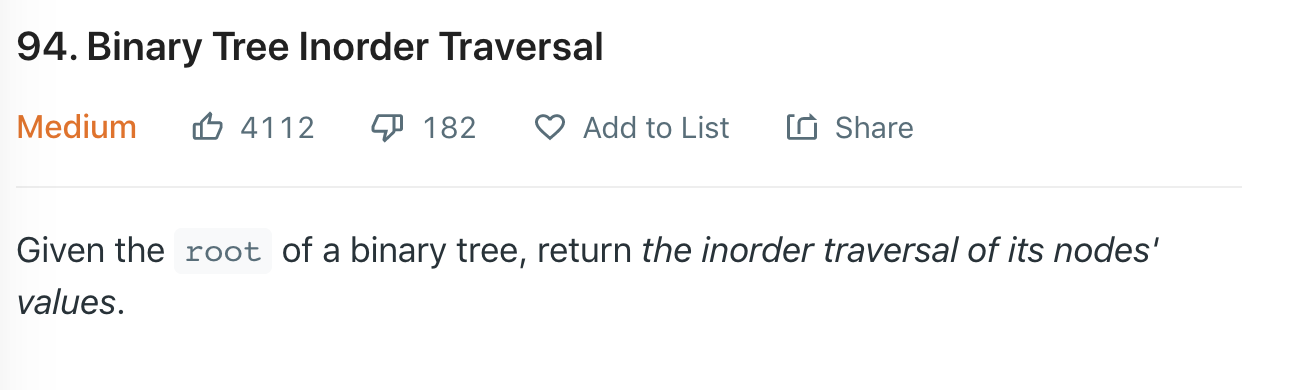 94. Binary Tree Inorder Traversal
Medium 4112 182 Add to List Share
Given the root of a binary tree, return the inorder traversal of its nodes'
values.